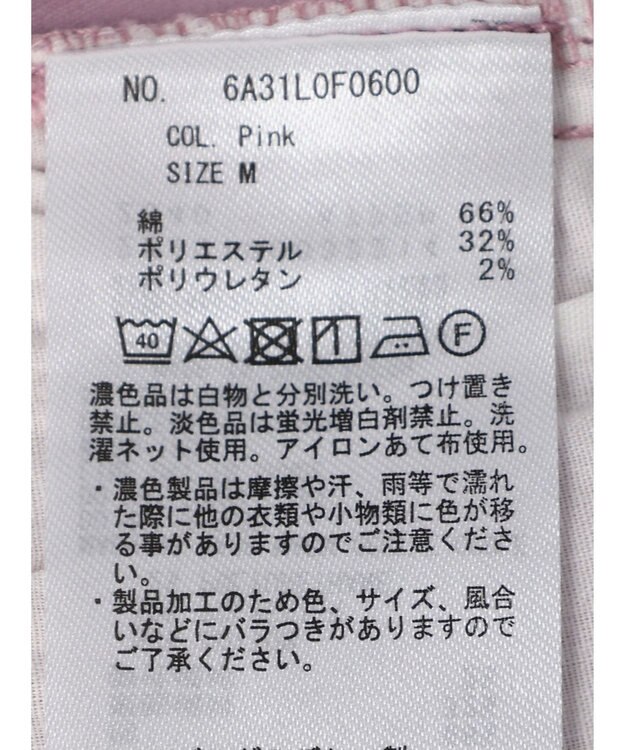 NO. 6A31L0F0600
COL. Pink
SIZE M
綿 66%
ポリエステル 32%
ポリウレタン 2%
40 F
濃色品は白物と分別洗い。つけ置き
禁止。淡色品は蛍光増白剤禁止。洗
濯ネット使用。アイロンあて布使用。
・濃色製品は摩擦や汗、雨等で濡れ
た際に他の衣類や小物類に色が移
る事がありますのでご注意くださ
い。
・製品加工のため色、サイズ、風合
いなどにバラつきがありますので
ご了承ください。